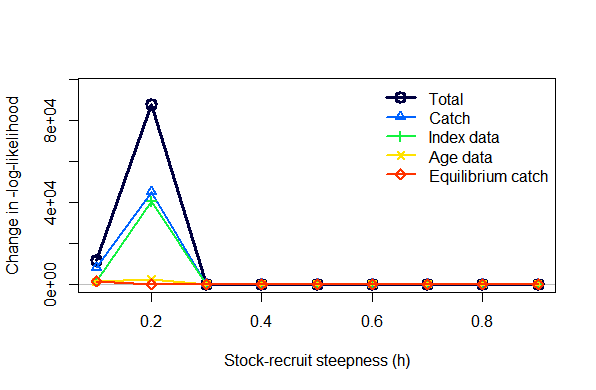 Total
Catch
Index data
Age data
Equilibrium catch
Change in -log-likelihood
8e+04
4e+04
0e+00
0.2 0.4 0.6 0.8
Stock-recruit steepness (h)